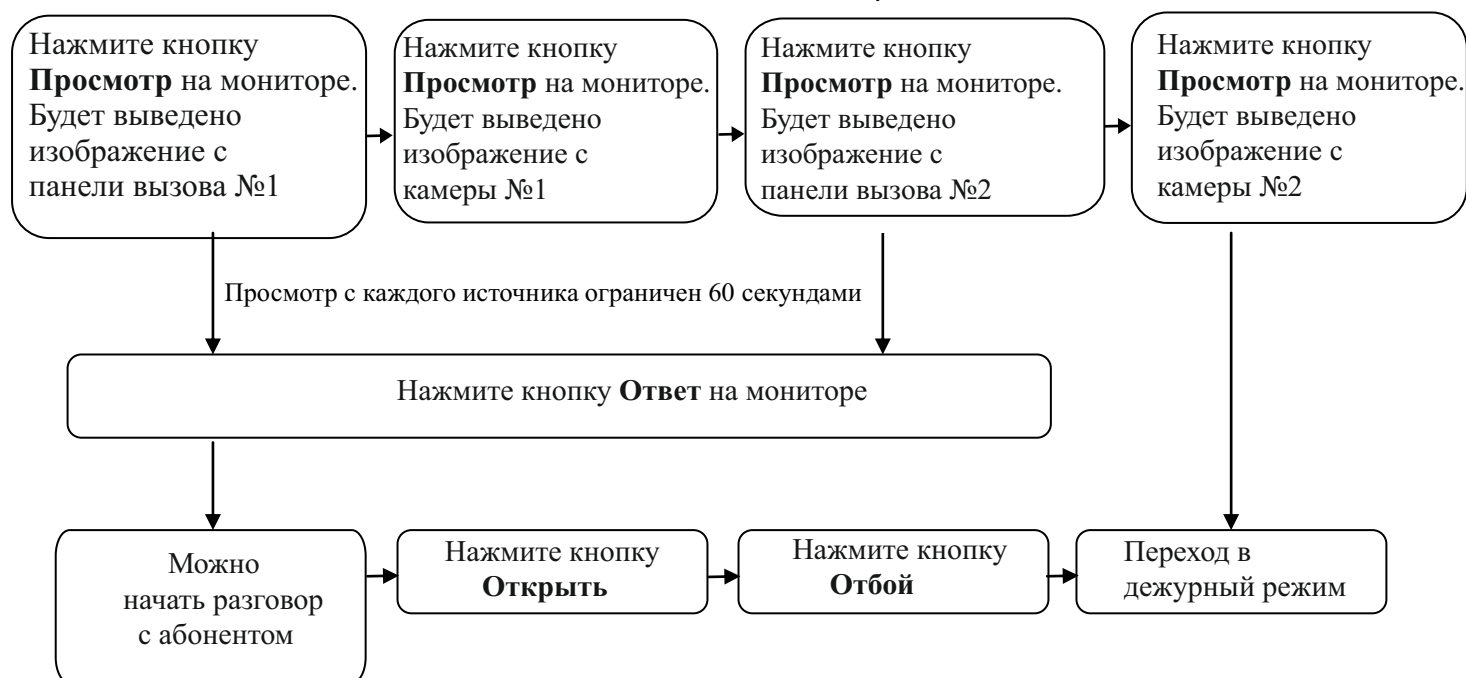 Нажмите кнопку
Просмотр на мониторе.
Будет выведено
изображение с
панели вызова №1
Нажмите кнопку
Просмотр на мониторе.
Будет выведено
изображение с
камеры №1
Нажмите кнопку
Просмотр на мониторе.
Будет выведено
изображение с
панели вызова №2
Нажмите кнопку
Просмотр на мониторе.
Будет выведено
изображение с
камеры №2
Просмотр с каждого источника ограничен 60 секундами
Нажмите кнопку Ответ на мониторе
Можно
начать разговор
с абонентом
Нажмите кнопку
Открыть
Нажмите кнопку
Отбой
Переход в
дежурный режим